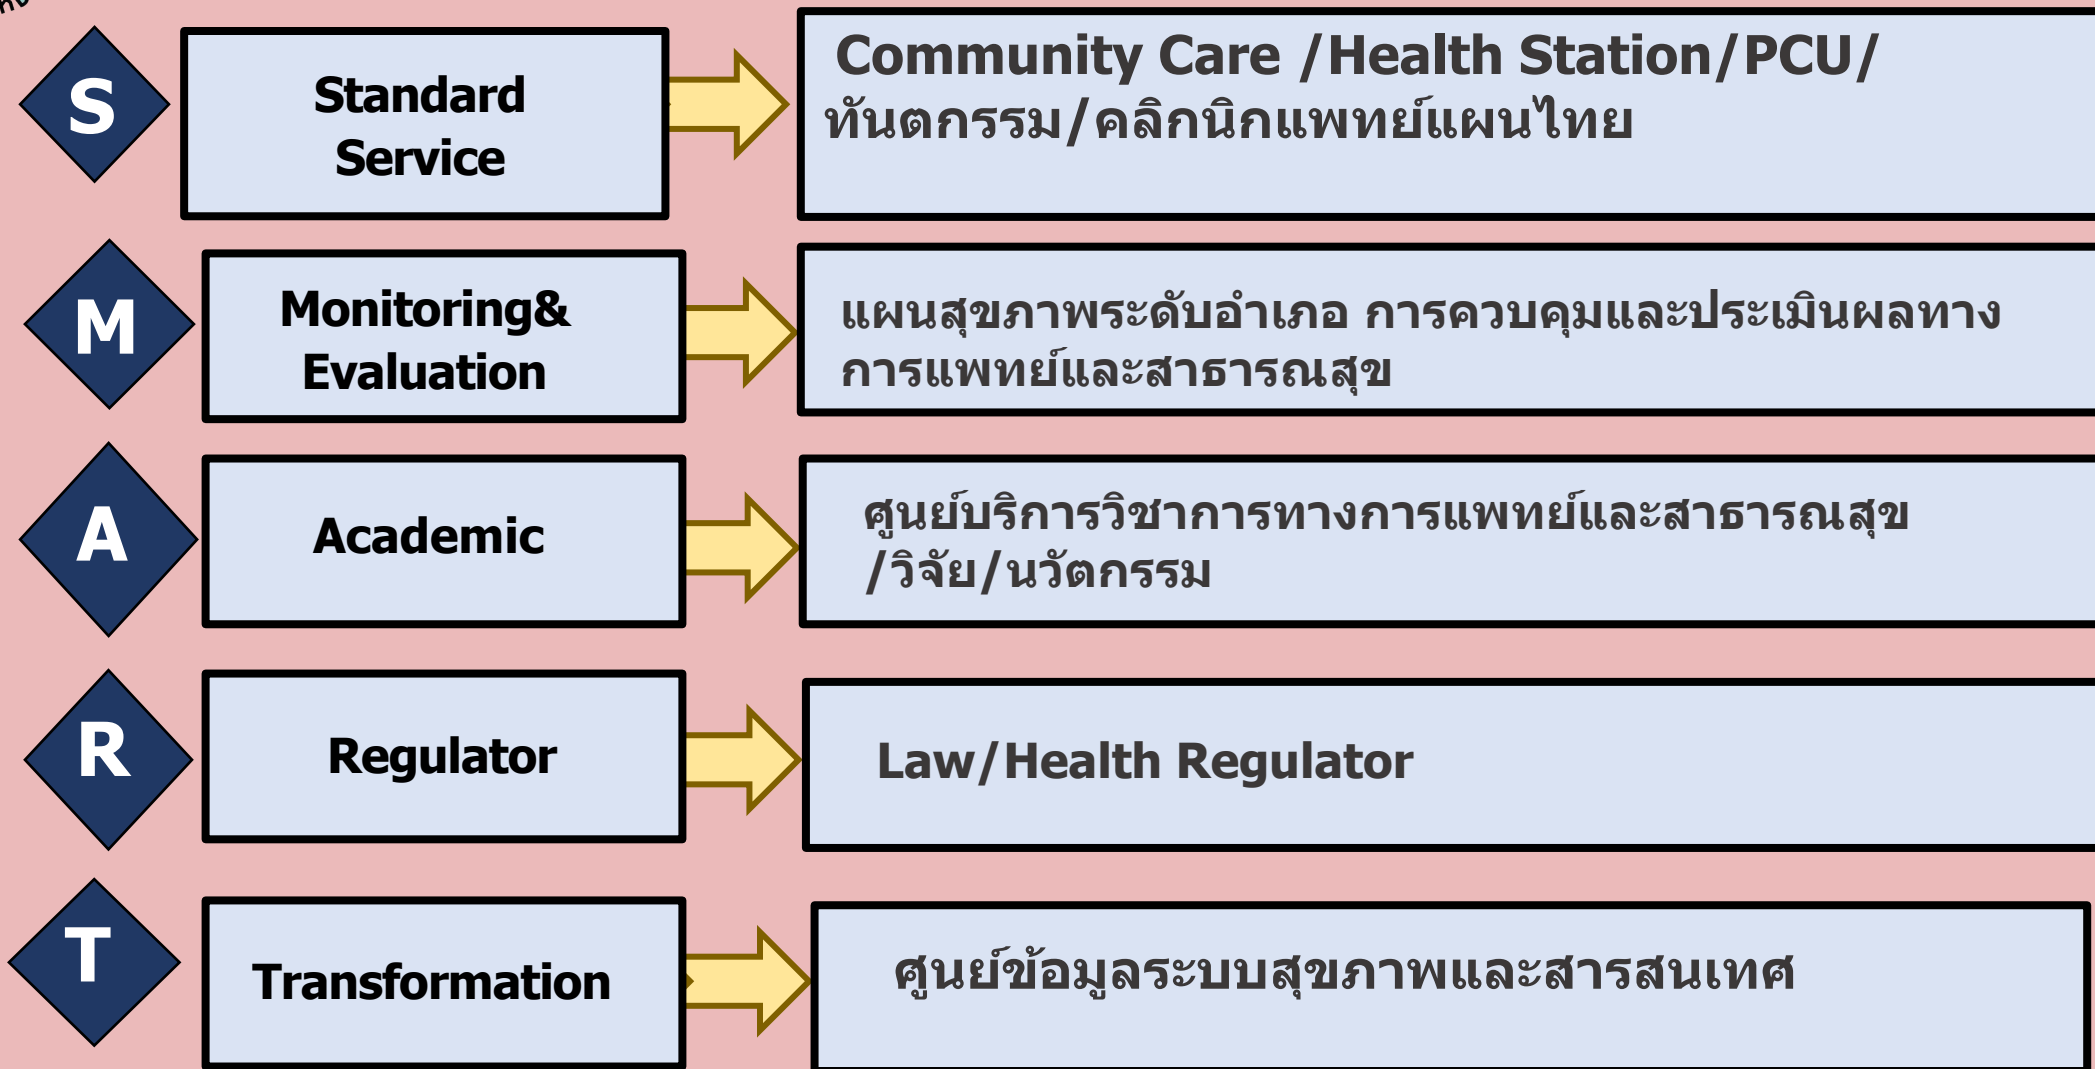 S
Standard
Service
Community Care /Health Station/PCU/
ทันตกรรม/คลิกนิกแพทย์แผนไทย
M
Monitoring&
Evaluation
แผนสุขภาพระดับอำเภอ การควบคุมและประเมินผลทาง
การแพทย์และสาธารณสุข
A
Academic
ศูนย์บริการวิชาการทางการแพทย์และสาธารณสุข
/วิจัย/นวัตกรรม
R
Regulator
Law/Health Regulator
T
Transformation
ศูนย์ข้อมูลระบบสุขภาพและสารสนเทศ